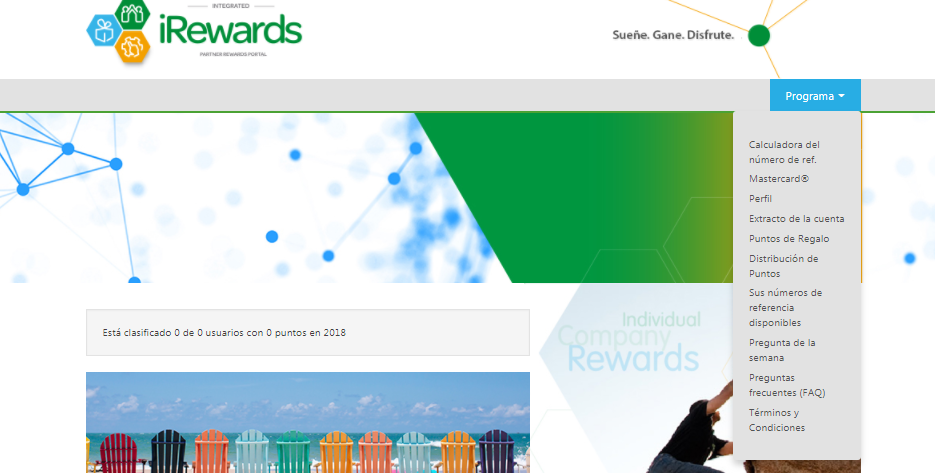 INTEGRATED
iRewards
PARTNER REWARDS PORTAL
Sueñe. Gane. Disfrute.
Programa
Calculadora del
número de ref.
Mastercard®
Perfil
Extracto de la cuenta
Puntos de Regalo
Distribución de
Puntos
Sus números de
referencia
disponibles
Pregunta de la
semana
Preguntas
frecuentes (FAQ)
Términos y
Condiciones
Está clasificado 0 de 0 usuarios con 0 puntos en 2018
Individual
Company
Rewards